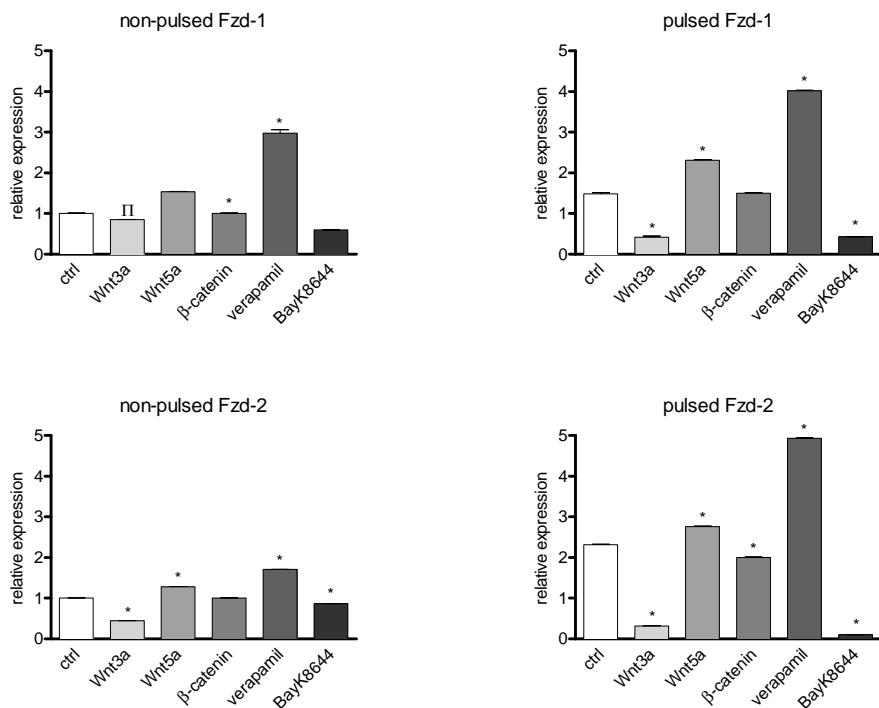 non-pulsed Fzd-1
relative expression
5
4
3
2
1
0
Π
*
*
ctrl
Wnt3a
Wnt5a
β-catenin
verapamil
BayK8644
pulsed Fzd-1
relative expression
5
4
3
2
1
0
*
*
*
*
ctrl
Wnt3a
Wnt5a
β-catenin
verapamil
BayK8644
non-pulsed Fzd-2
relative expression
5
4
3
2
1
0
*
*
*
*
ctrl
Wnt3a
Wnt5a
β-catenin
verapamil
BayK8644
pulsed Fzd-2
relative expression
5
4
3
2
1
0
*
*
*
*
*
ctrl
Wnt3a
Wnt5a
β-catenin
verapamil
BayK8644